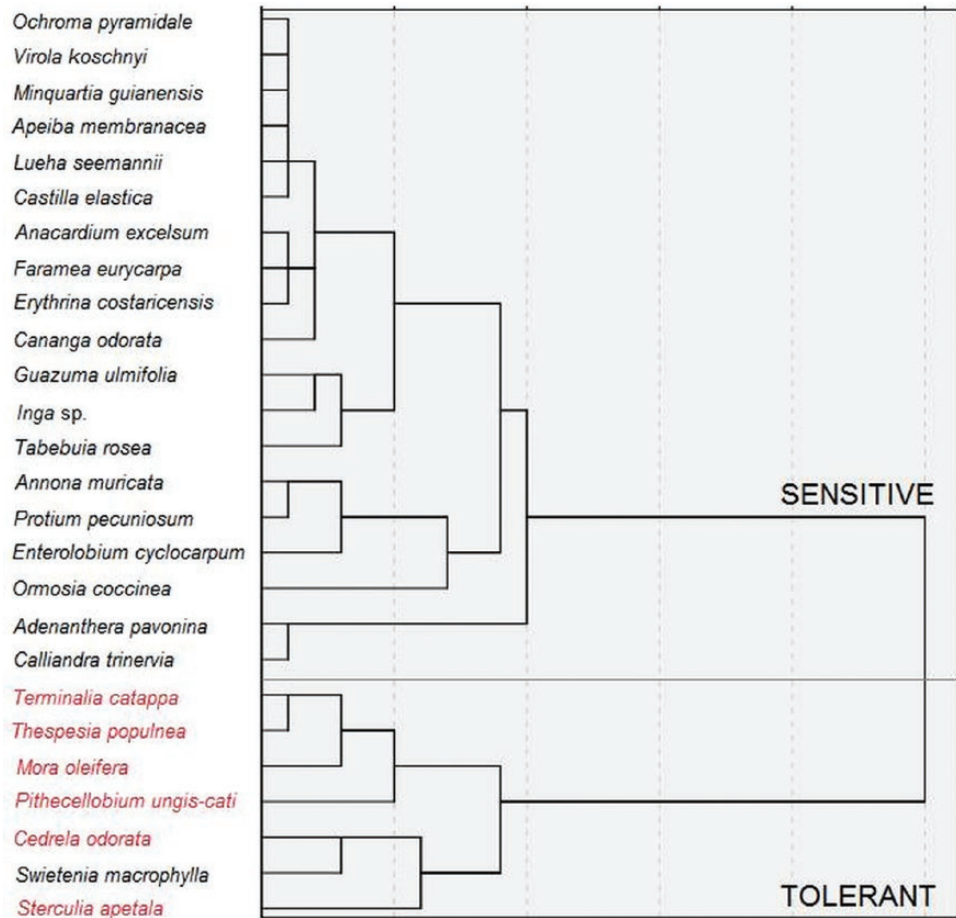 Ochroma pyramidale
Virola koschnyi
Minquartia guianensis
Apeiba membranacea
Lueha seemannii
Castilla elastica
Anacardium excelsum
Faramea eurycarpa
Erythrina costaricensis
Cananga odorata
Guazuma ulmifolia
Inga sp.
Tabebuia rosea
Annona muricata
SENSITIVE
Protium pecuniosum
Enterolobium cyclocarpum
Ormosia coccinea
Adenanthera pavonina
Calliandra trinervia
Terminalia catappa
Thespesia populnea
Mora oleifera
Pithecellobium ungis-cati
Cedrela odorata
Swietenia macrophylla
TOLERANT
Sterculia apetala